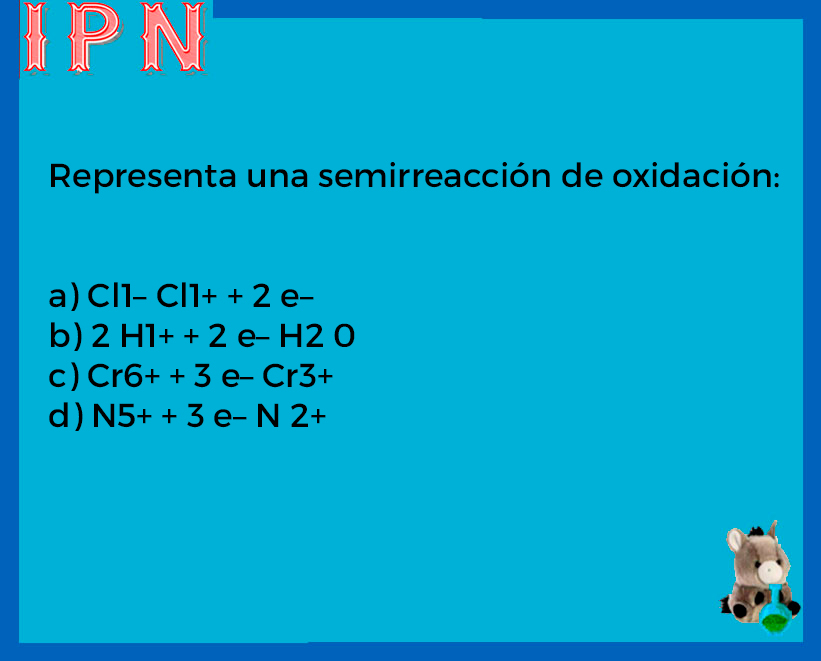 IPN
Representa una semirreacción de oxidación:
a) Cl1– Cl1+ + 2 e–
b) 2 H1+ + 2 e– H2 0
c) Cr6+ + 3 e– Cr3+
d) N5+ + 3 e– N 2+